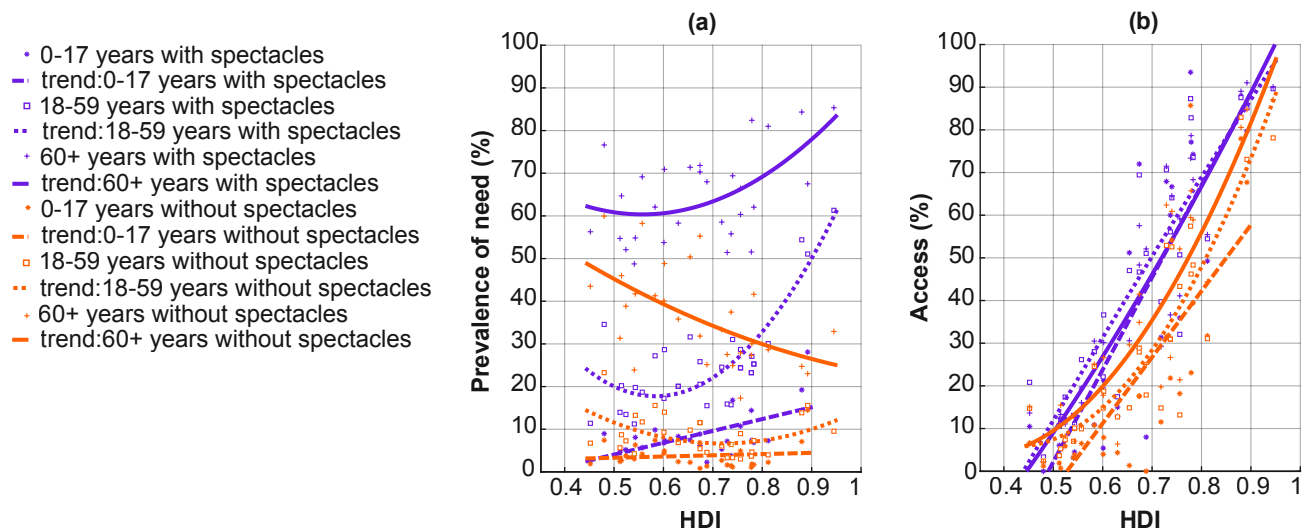 0-17 years with spectacles
trend:0-17 years with spectacles
18-59 years with spectacles
trend:18-59 years with spectacles
60+ years with spectacles
trend:60+ years with spectacles
0-17 years without spectacles
trend:0-17 years without spectacles
18-59 years without spectacles
trend:18-59 years without spectacles
60+ years without spectacles
trend:60+ years without spectacles
(a)
Prevalence of need (%)
100
90
80
70
60
50
40
30
20
10
0
0.4 0.5 0.6 0.7 0.8 0.9 1
HDI
(b)
Access (%)
100
90
80
70
60
50
40
30
20
10
0
0.4 0.5 0.6 0.7 0.8 0.9 1
HDI